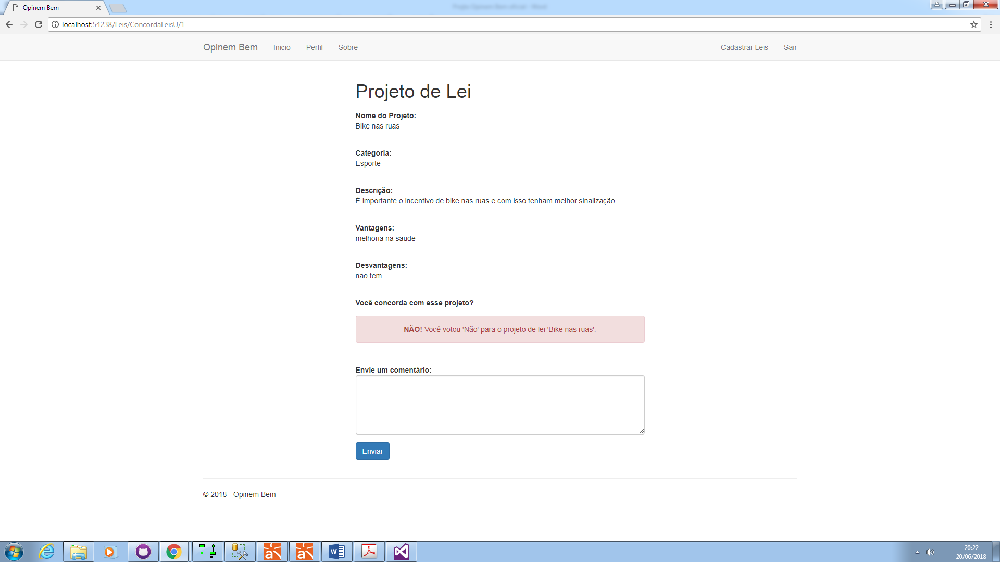 Opinem Bem
localhost:54238/Leis/ConcordaLeisU/1
Opinem Bem Inicio Perfil Sobre Cadastrar Leis Sair
Projeto de Lei
Nome do Projeto:
Bike nas ruas
Categoria:
Esporte
Descrição:
É importante o incentivo de bike nas ruas e com isso tenham melhor sinalização
Vantagens:
melhoria na saude
Desvantagens:
nao tem
Você concorda com esse projeto?
NÃO! Você votou 'Não' para o projeto de lei 'Bike nas ruas'.
Envie um comentário:
Enviar
© 2018 - Opinem Bem
20:22
20/06/2018